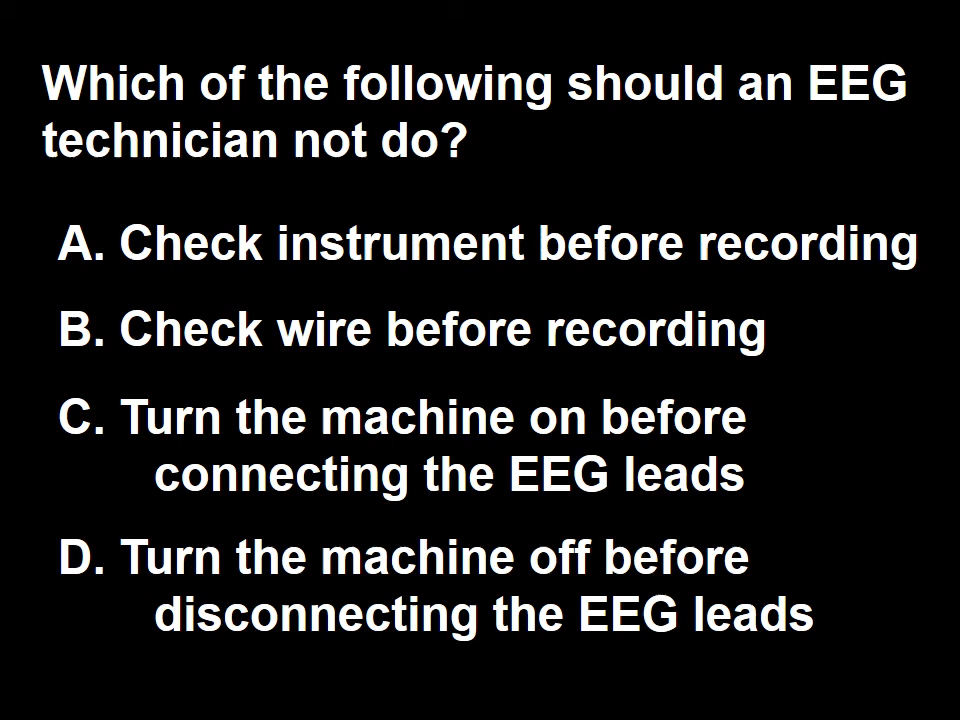 Which of the following should an EEG
technician not do?
A. Check instrument before recording
B. Check wire before recording
C. Turn the machine on before
connecting the EEG leads
D. Turn the machine off before
disconnecting the EEG leads